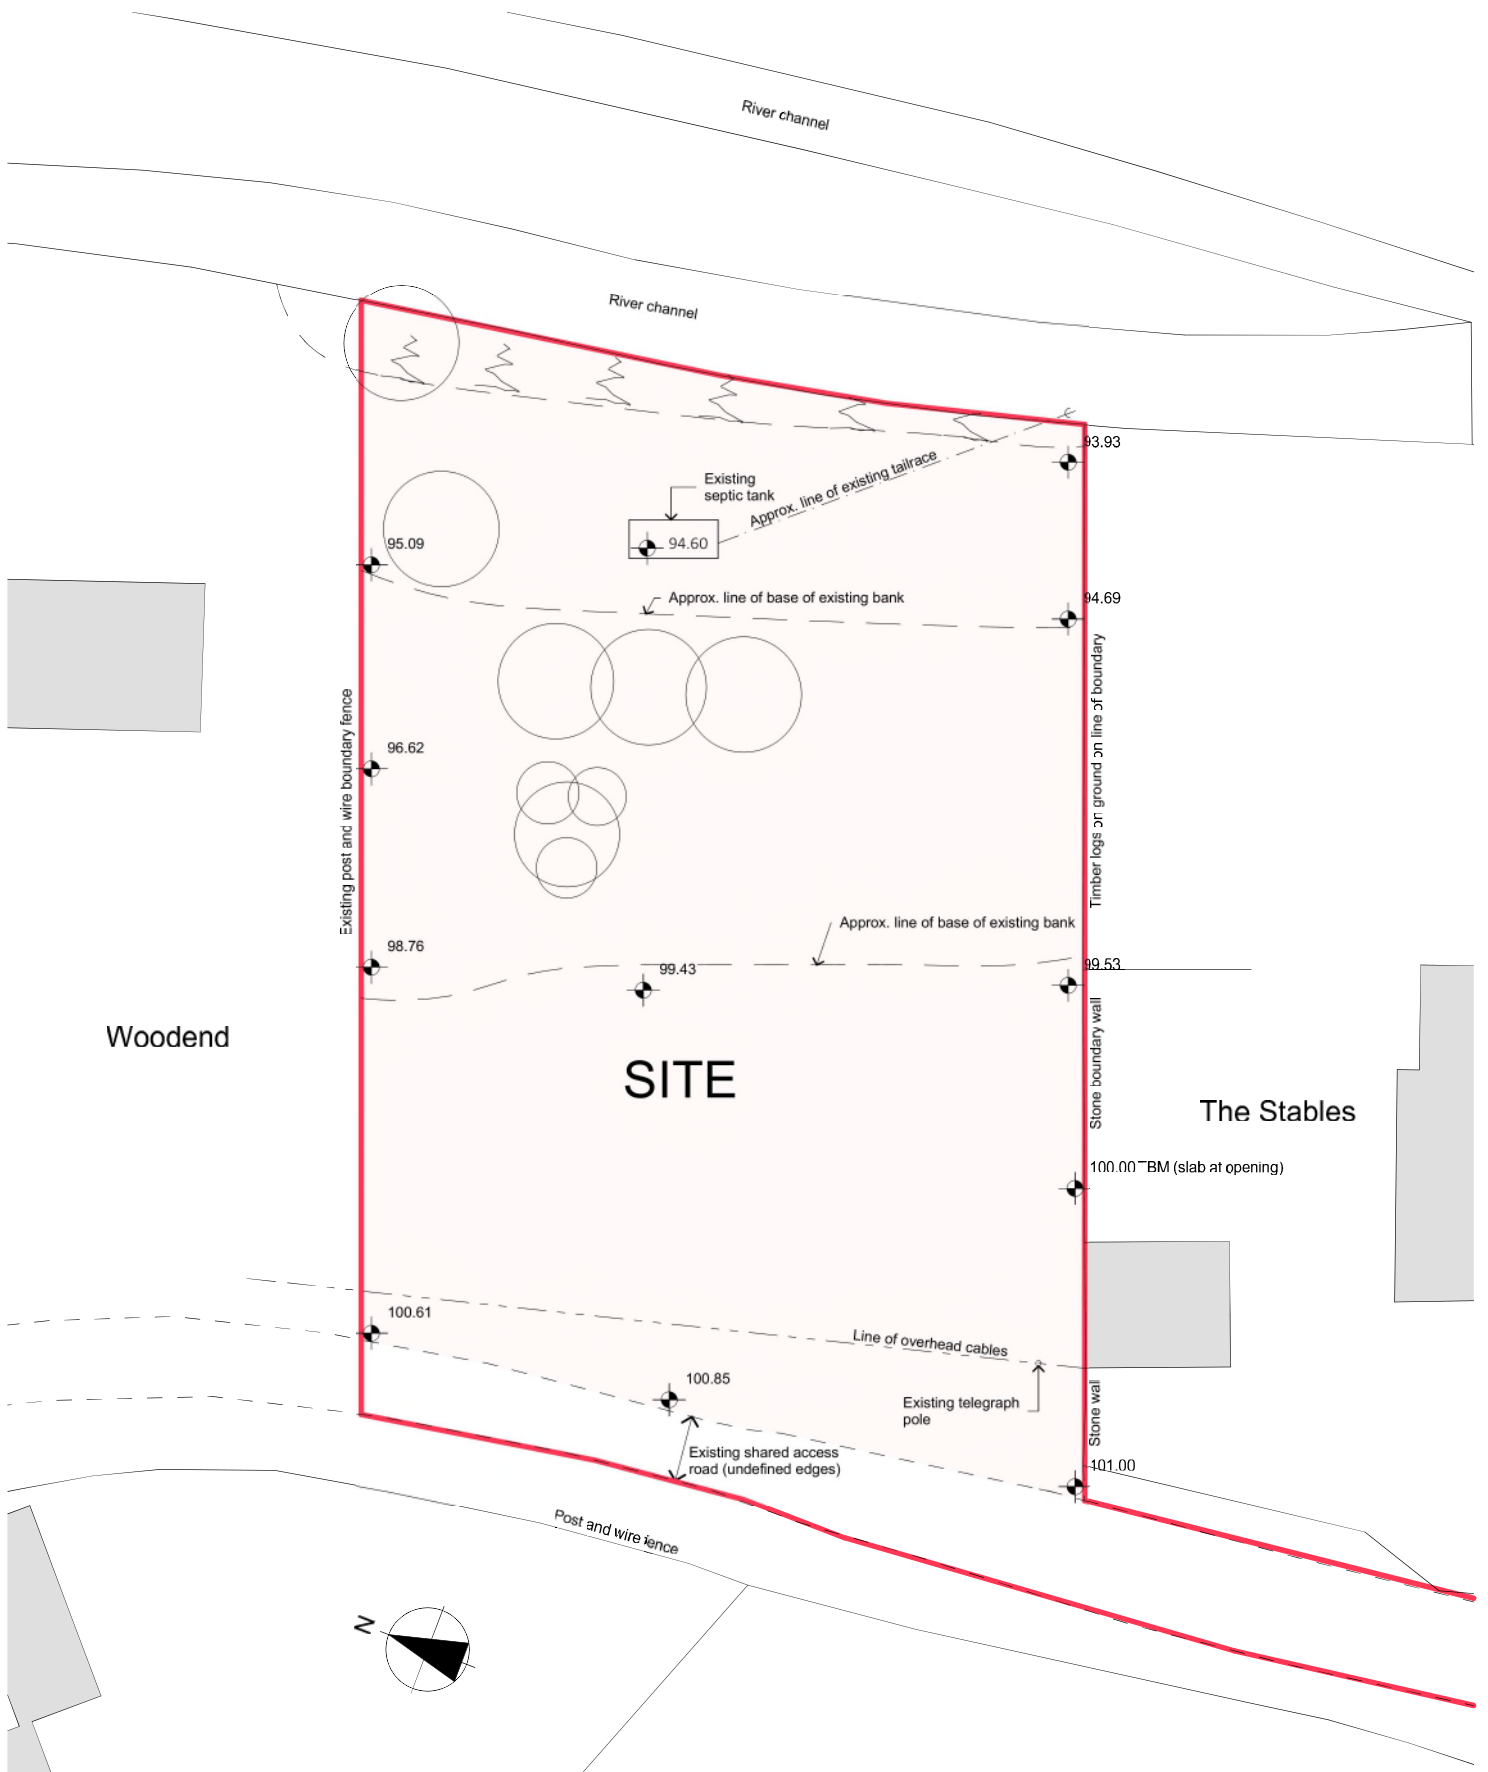 River channel
River channel
93.93
Approx. line of existing tailrace
Existing
septic tank
94.60
95.09
94.69
Approx. line of base of existing bank
Existing post and wire boundary fence
Timber logs on ground on line of boundary
96.62
Approx. line of base of existing bank
98.76
99.43
99.53
Woodend
SITE
Stone boundary wall
The Stables
100.00 TBM (slab at opening)
100.61
Line of overhead cables
100.85
Existing telegraph
pole
Stone wall
Existing shared access
road (undefined edges)
101.00
Post and wire fence
N